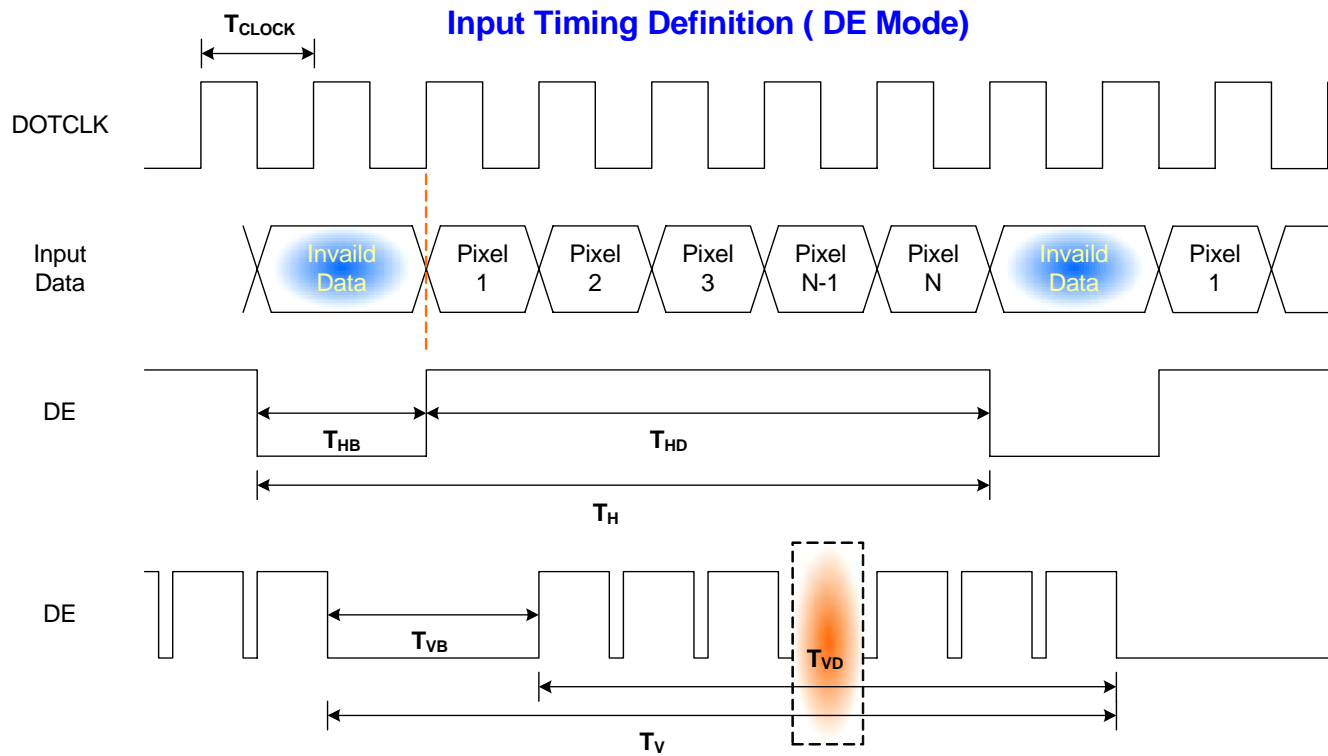 Input Timing Definition ( DE Mode)
TCLOCK
DOTCLK
Input
Data
Invaild
Data
Pixel
1
Pixel
2
Pixel
3
Pixel
N-1
Pixel
N
Invaild
Data
Pixel
1
DE
THB
THD
TH
DE
TVB
TVD
TV